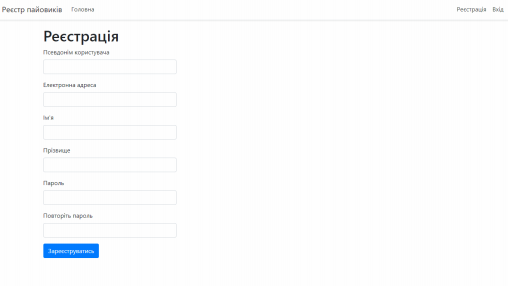 Реєстр пайовиків Головна Реєстрація Вхід
Реєстрація
Псевдонім користувача
Електронна адреса
Ім'я
Прізвище
Пароль
Повторіть пароль
Зареєструватись